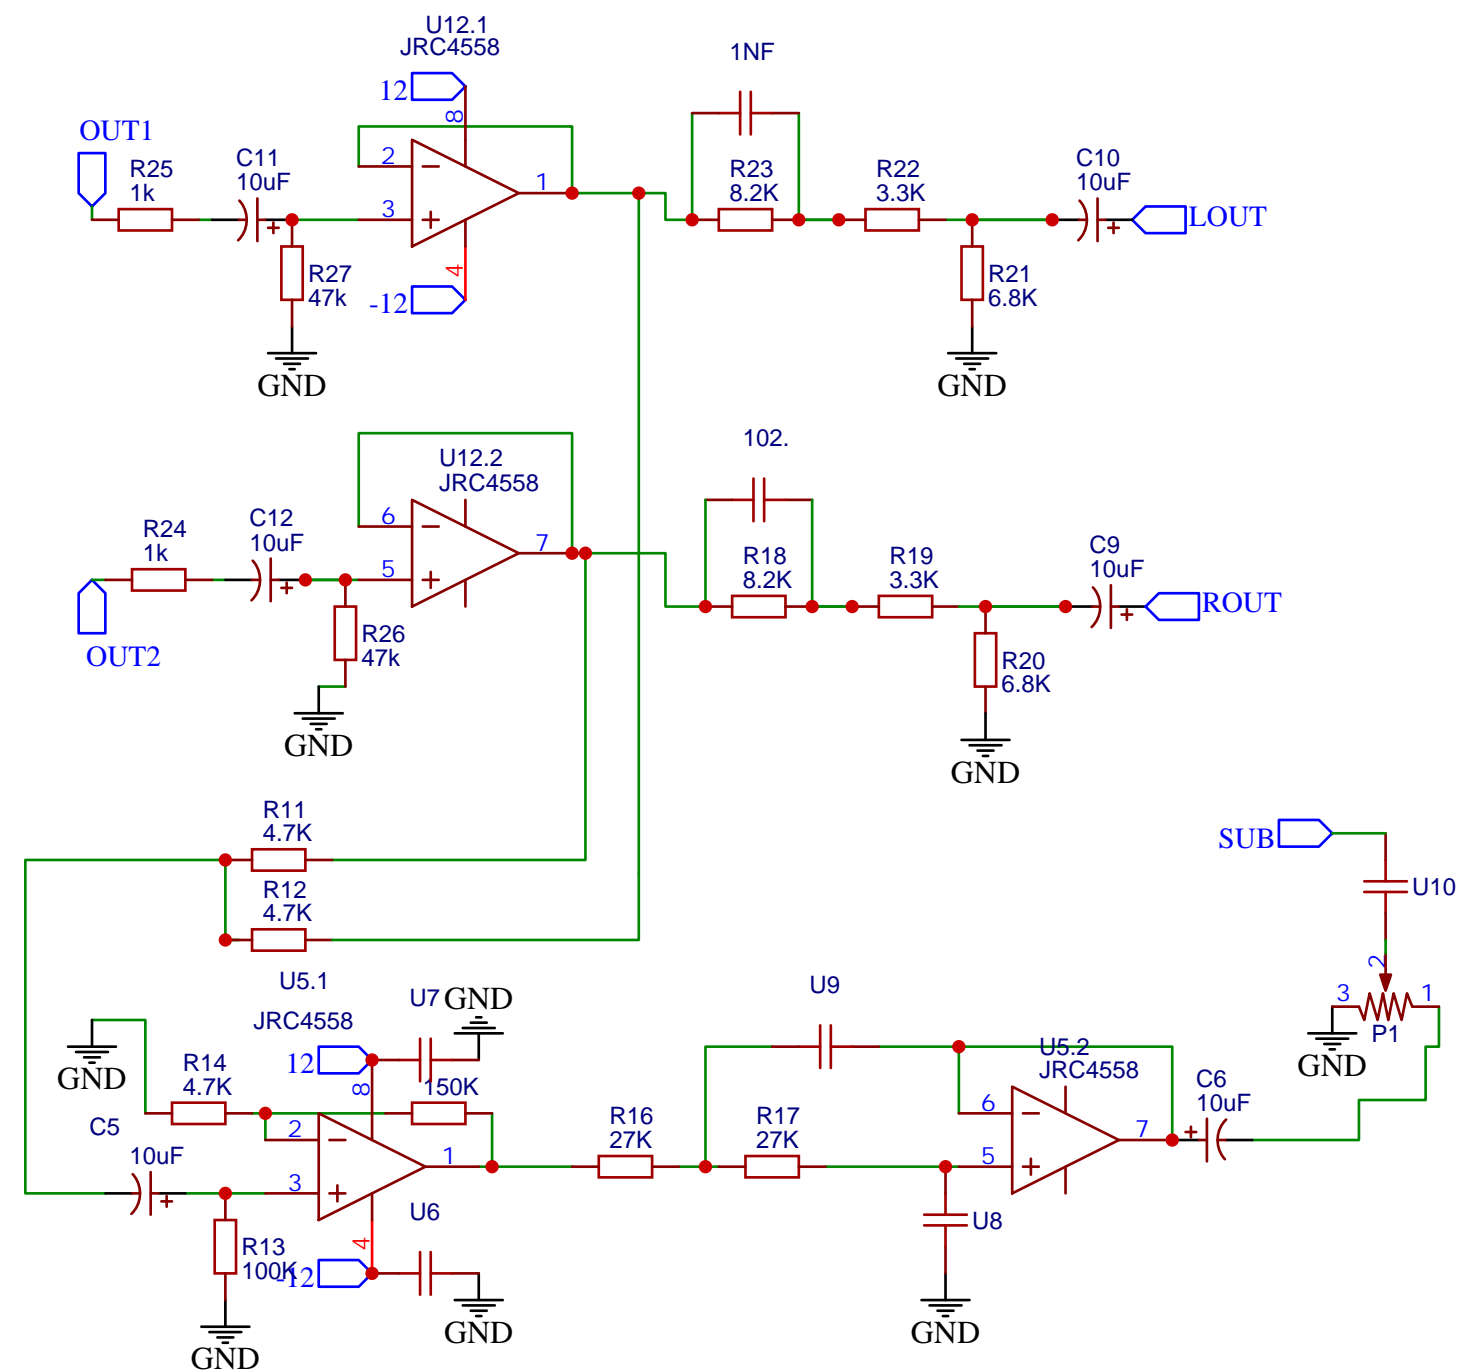 U12.1
JRC4558
12
8
OUT1
R25
1k
C11
10uF
+
2
3
1
4
-12
R27
47k
GND
1NF
R23
8.2K
R22
3.3K
C10
10uF
+
LOUT
R21
6.8K
GND
U12.2
JRC4558
R24
1k
C12
10uF
+
6
5
7
OUT2
R26
47k
GND
102.
R18
8.2K
R19
3.3K
C9
10uF
+
ROUT
R20
6.8K
GND
R11
4.7K
R12
4.7K
SUB
U10
2
3
1
P1
GND
U5.1
JRC4558
U7
GND
12
8
GND
R14
4.7K
150K
C5
10uF
+
2
3
1
4
U6
R13
100K
-12
GND
GND
U9
R16
27K
R17
27K
U5.2
JRC4558
6
5
7
C6
10uF
+
U8
GND